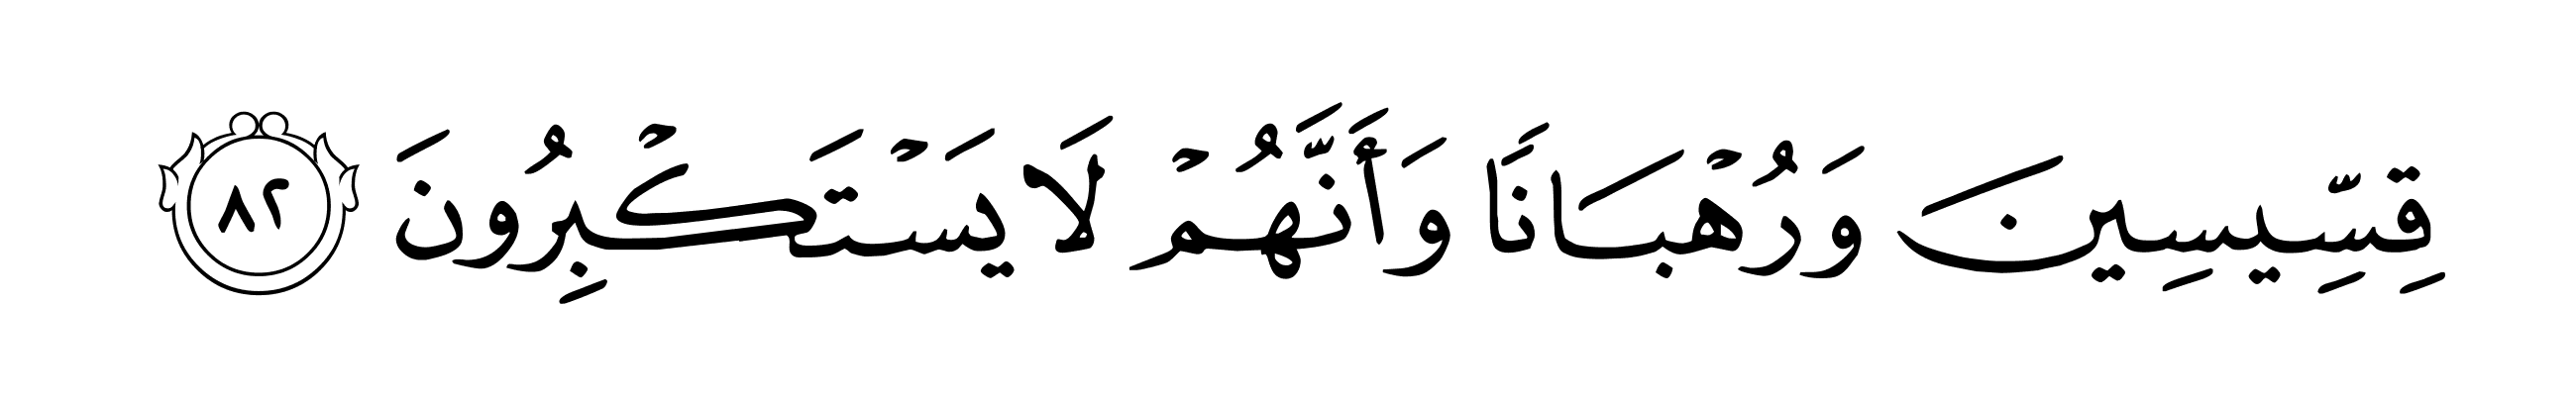 قِسِّيسِينَ وَرُهْبَانًا وَأَنَّهُمْ لَا يَسْتَكْبِرُونَ ٨٢